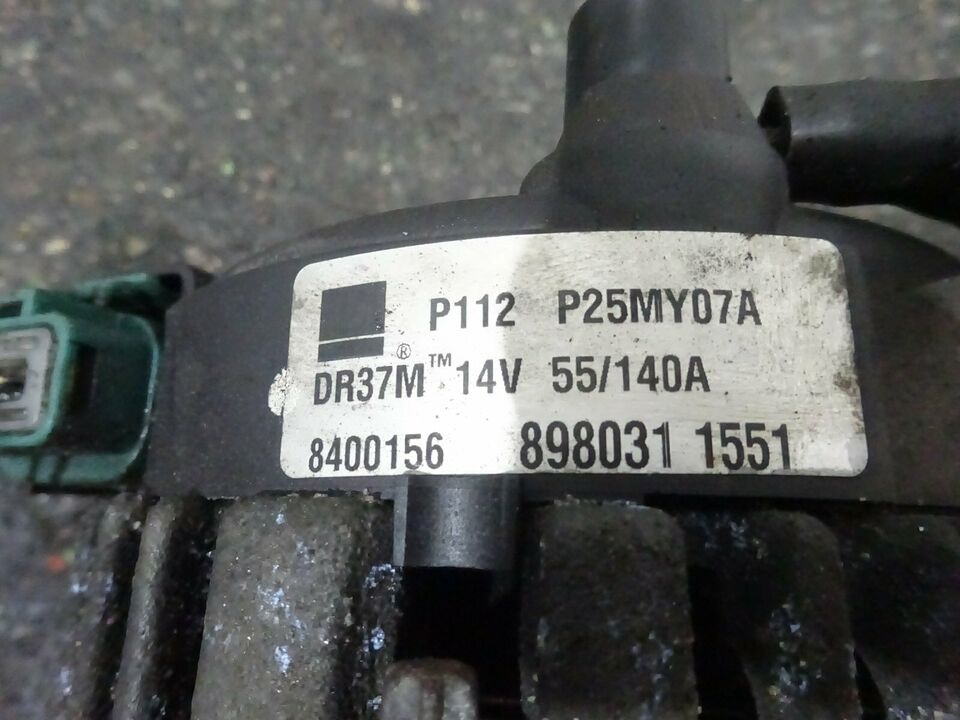 P112 P25MY07A
® DR37M™ 14V 55/140A
8400156 898031 1551